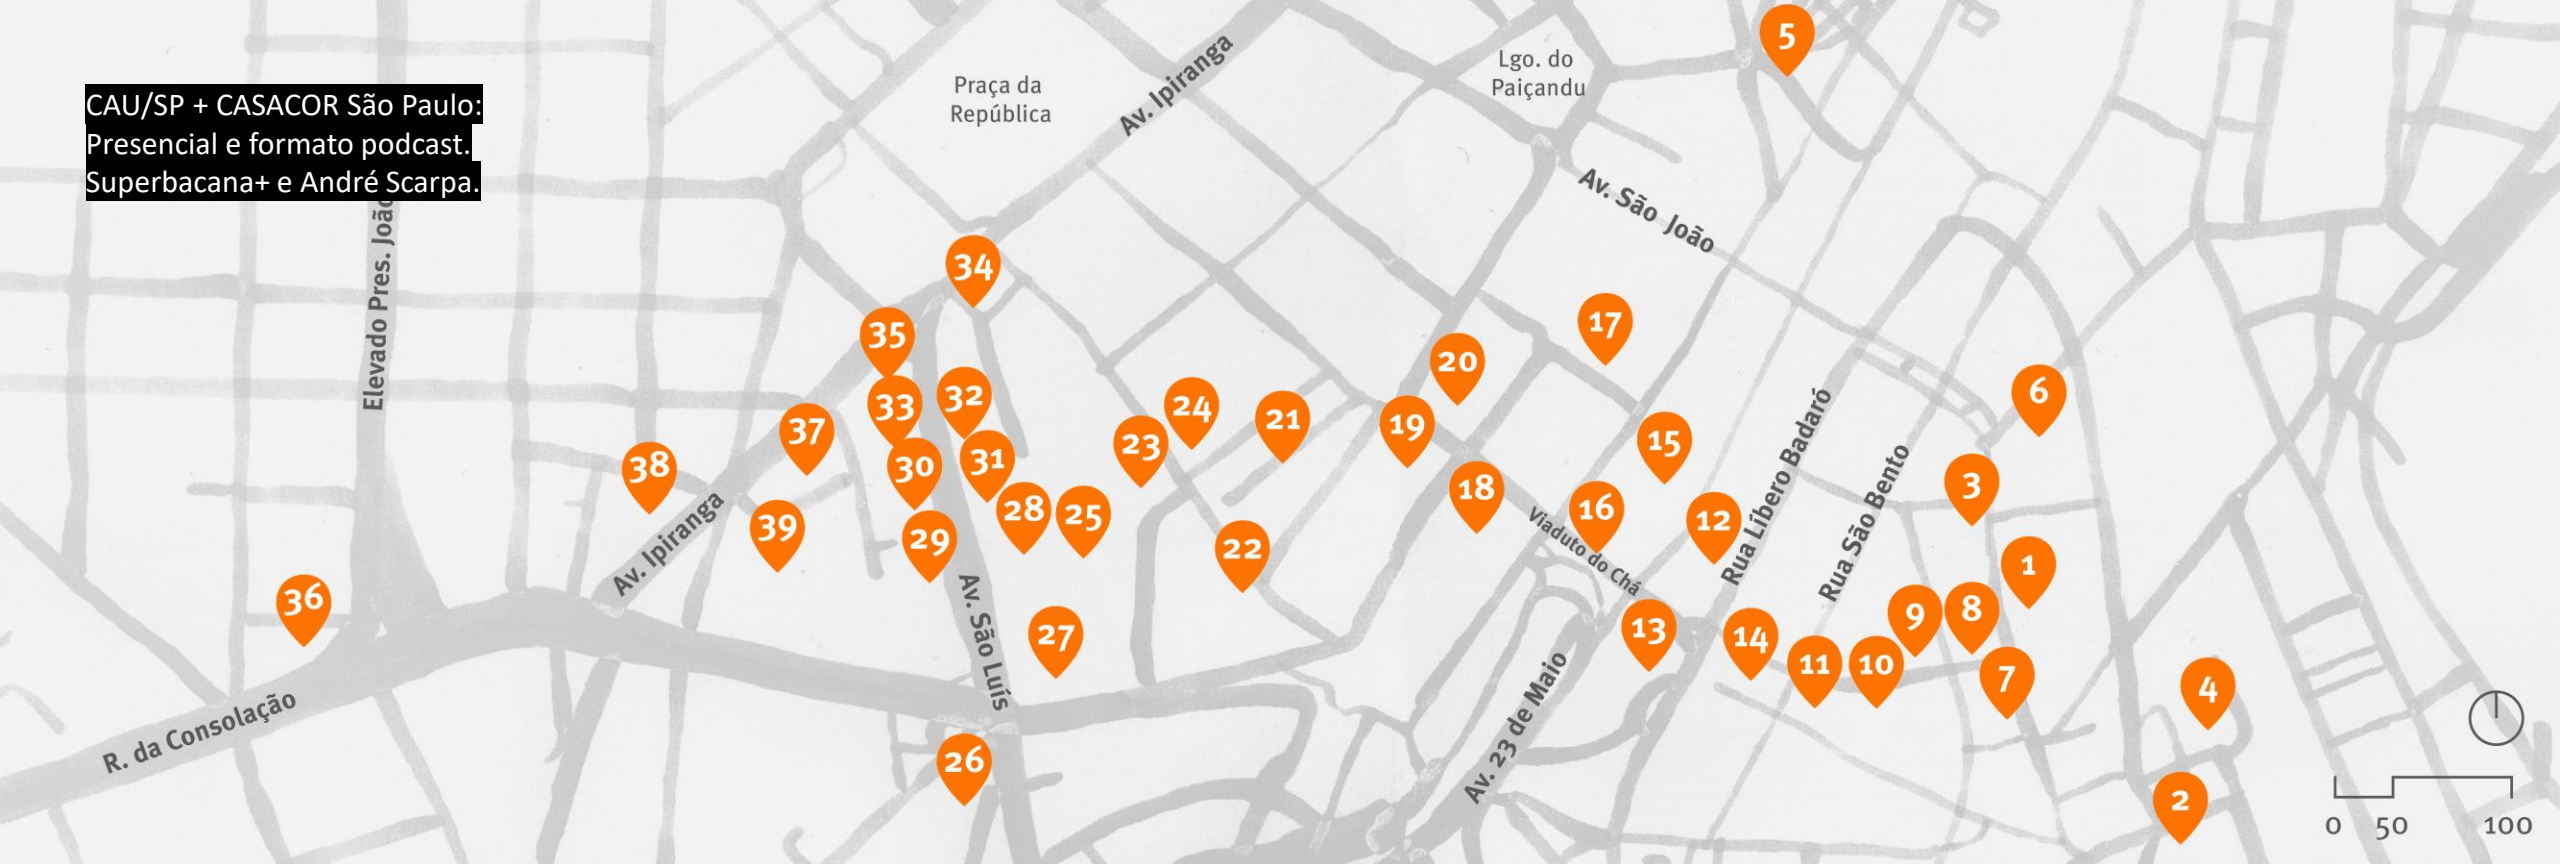 CAU/SP + CASACOR São Paulo:
Presencial e formato podcast.
Superbacana+ e André Scarpa.
5
Lgo. do
Paiçandu
Praça da
República
Av. Ipiranga
Av. São João
Elevado Pres. João
34
35
17
20
6
33
32
24
21
19
37
23
15
38
30
31
3
18
16
12
28
25
39
29
22
Viaduto do Chá
Rua Líbero Badaró
Rua São Bento
Av. Ipiranga
1
36
9
8
27
13
14
11
10
7
4
Av. São Luís
R. da Consolação
Av. 23 de Maio
26
2
0 50 100